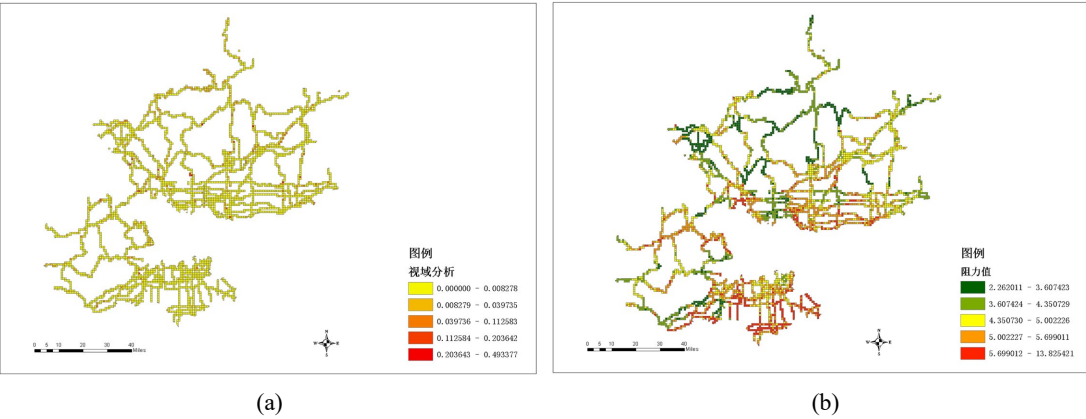 图例
视域分析
0.000000 - 0.008278
0.008279 - 0.039735
0.039736 - 0.112583
0.112584 - 0.203642
0.203643 - 0.493377
N
W E
S
0 5 10 20 30 40
Miles
图例
阻力值
2.262011 - 3.607423
3.607424 - 4.350729
4.350730 - 5.002226
5.002227 - 5.699011
5.699012 - 13.825421
N
W E
S
0 5 10 20 30 40
Miles
(a)
(b)